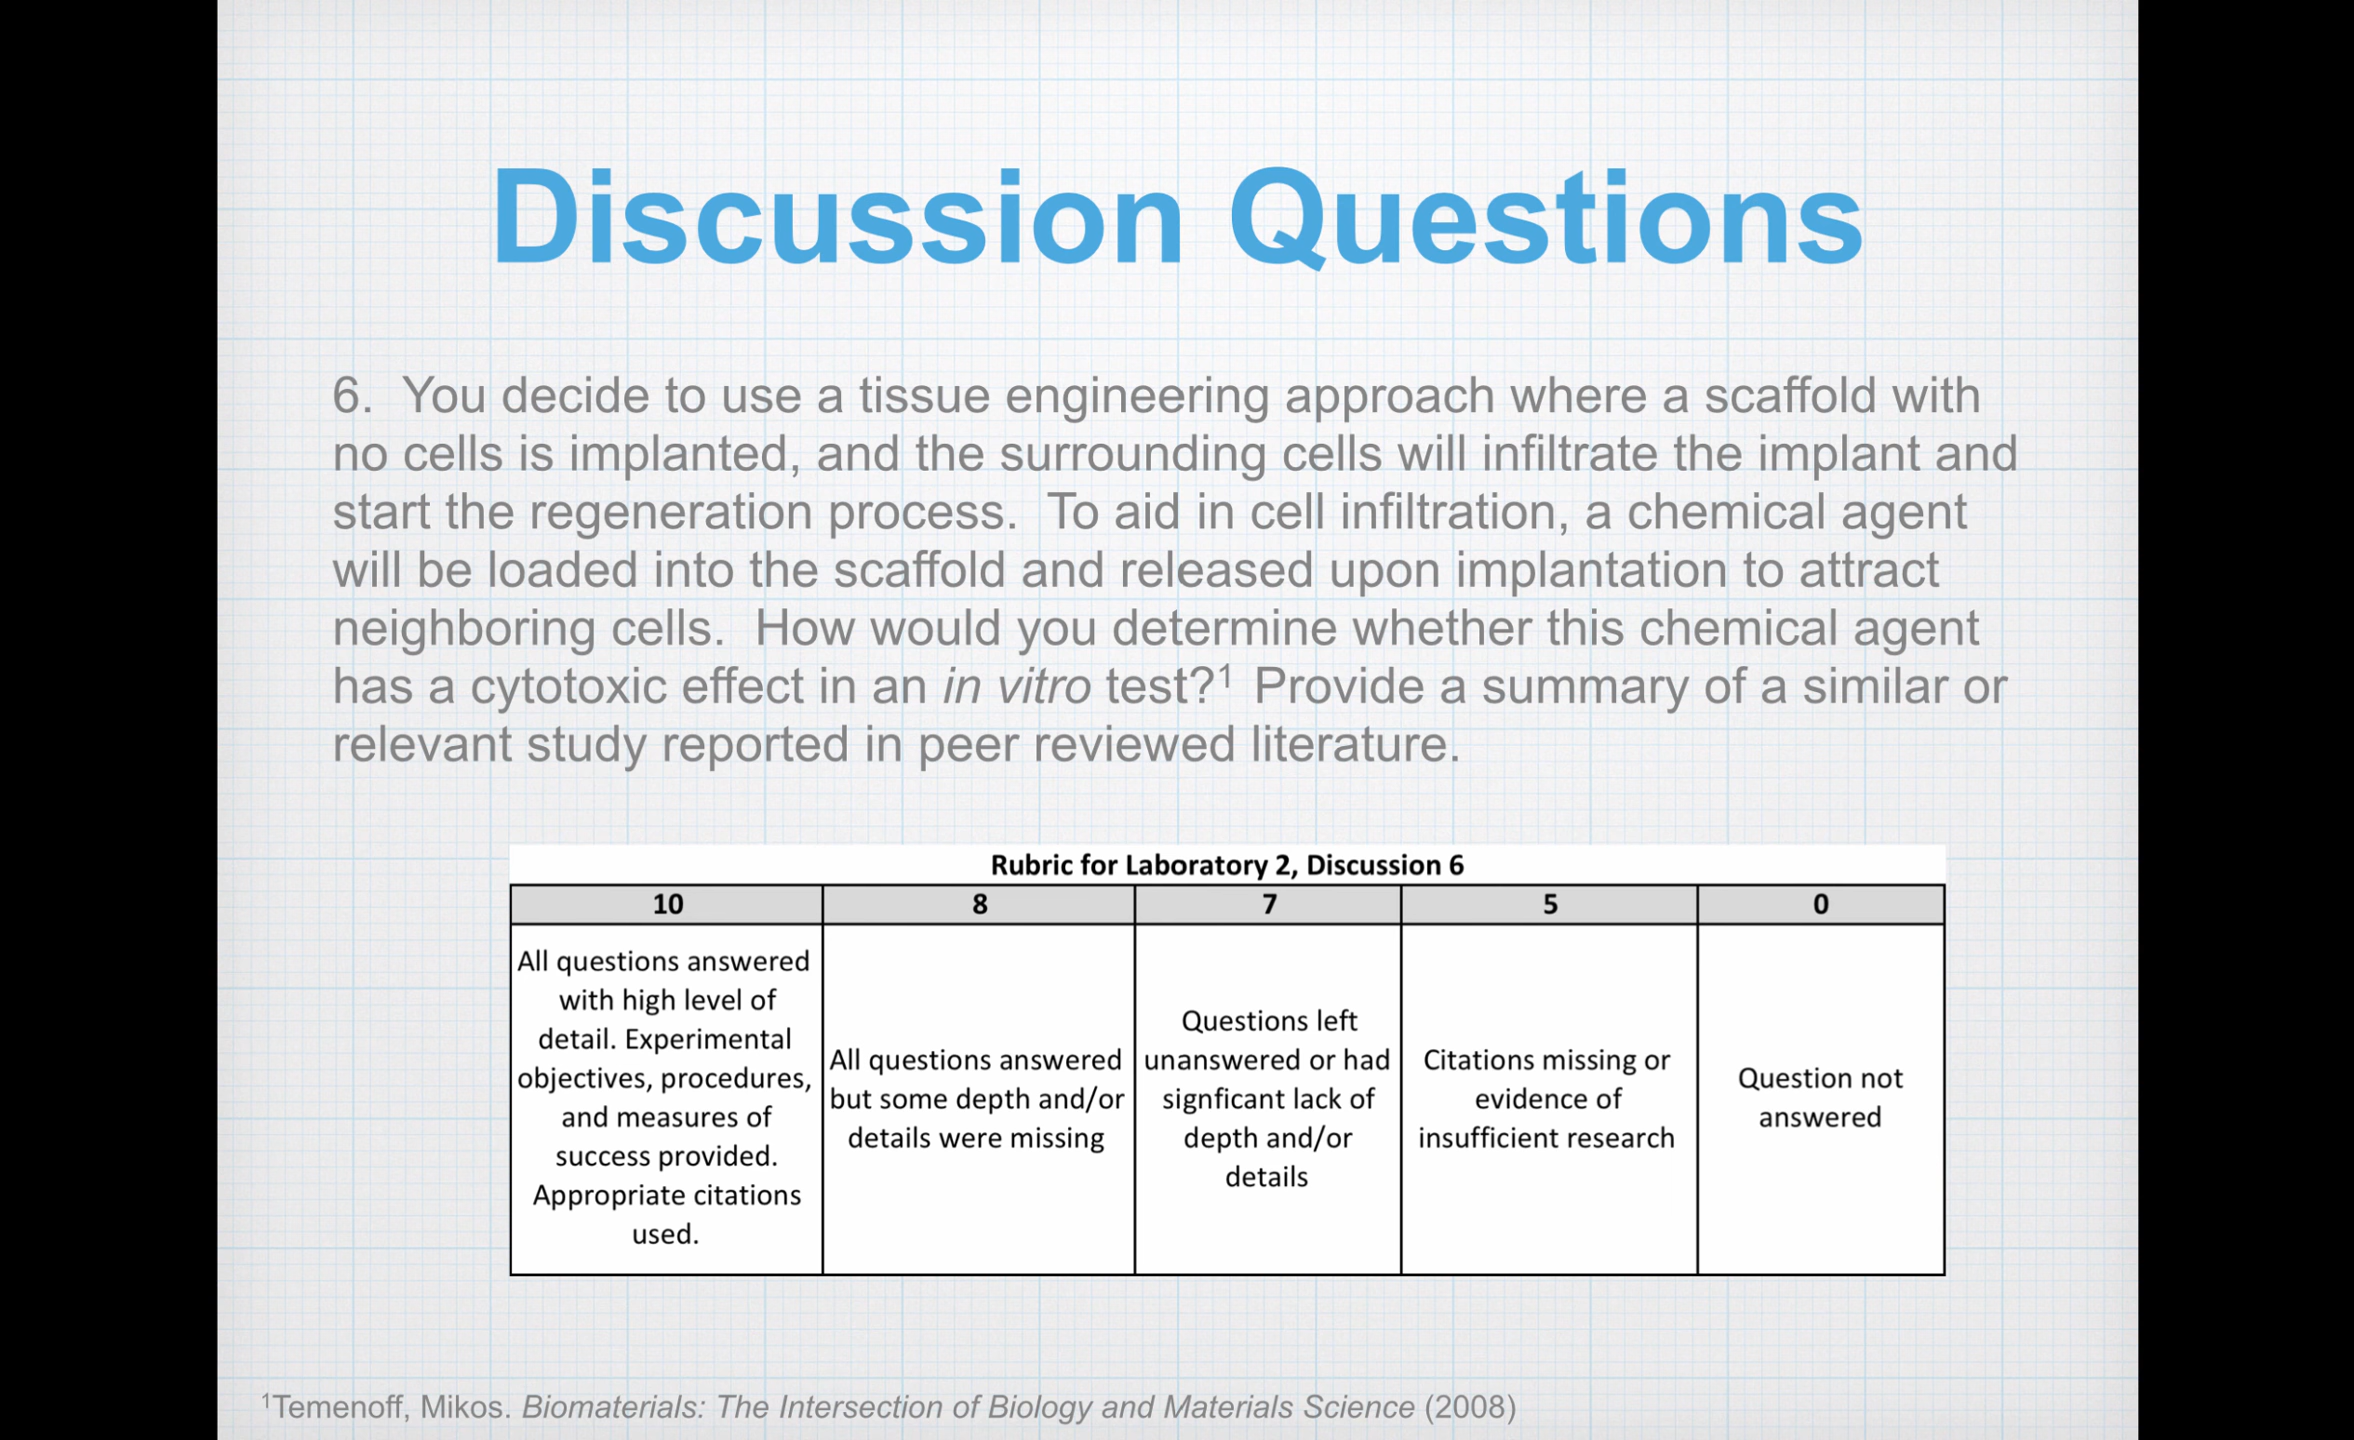 Discussion Questions
6.  You decide to use a tissue engineering approach where a scaffold with
no cells is implanted, and the surrounding cells will infiltrate the implant and
start the regeneration process.  To aid in cell infiltration, a chemical agent
will be loaded into the scaffold and released upon implantation to attract
neighboring cells.  How would you determine whether this chemical agent
has a cytotoxic effect in an in vitro test?¹  Provide a summary of a similar or
relevant study reported in peer reviewed literature.
Rubric for Laboratory 2, Discussion 6
10 8 7 5 0
All questions answered
with high level of
detail. Experimental
objectives, procedures,
and measures of
success provided.
Appropriate citations
used.
All questions answered
but some depth and/or
details were missing
Questions left
unanswered or had
signficant lack of
depth and/or
details
Citations missing or
evidence of
insufficient research
Question not
answered
¹Temenoff, Mikos. Biomaterials: The Intersection of Biology and Materials Science (2008)